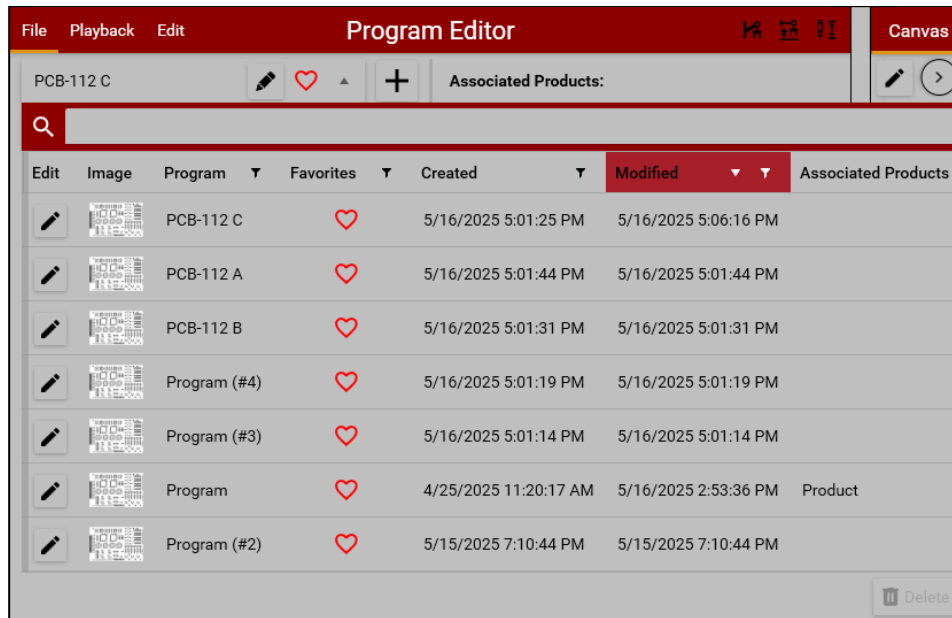 File Playback Edit Program Editor Canvas
PCB-112 C Associated Products:
Edit Image Program Favorites Created Modified Associated Products
PCB-112 C 5/16/2025 5:01:25 PM 5/16/2025 5:06:16 PM
PCB-112 A 5/16/2025 5:01:44 PM 5/16/2025 5:01:44 PM
PCB-112 B 5/16/2025 5:01:31 PM 5/16/2025 5:01:31 PM
Program (#4) 5/16/2025 5:01:19 PM 5/16/2025 5:01:19 PM
Program (#3) 5/16/2025 5:01:14 PM 5/16/2025 5:01:14 PM
Program 4/25/2025 11:20:17 AM 5/16/2025 2:53:36 PM Product
Program (#2) 5/15/2025 7:10:44 PM 5/15/2025 7:10:44 PM
Delete